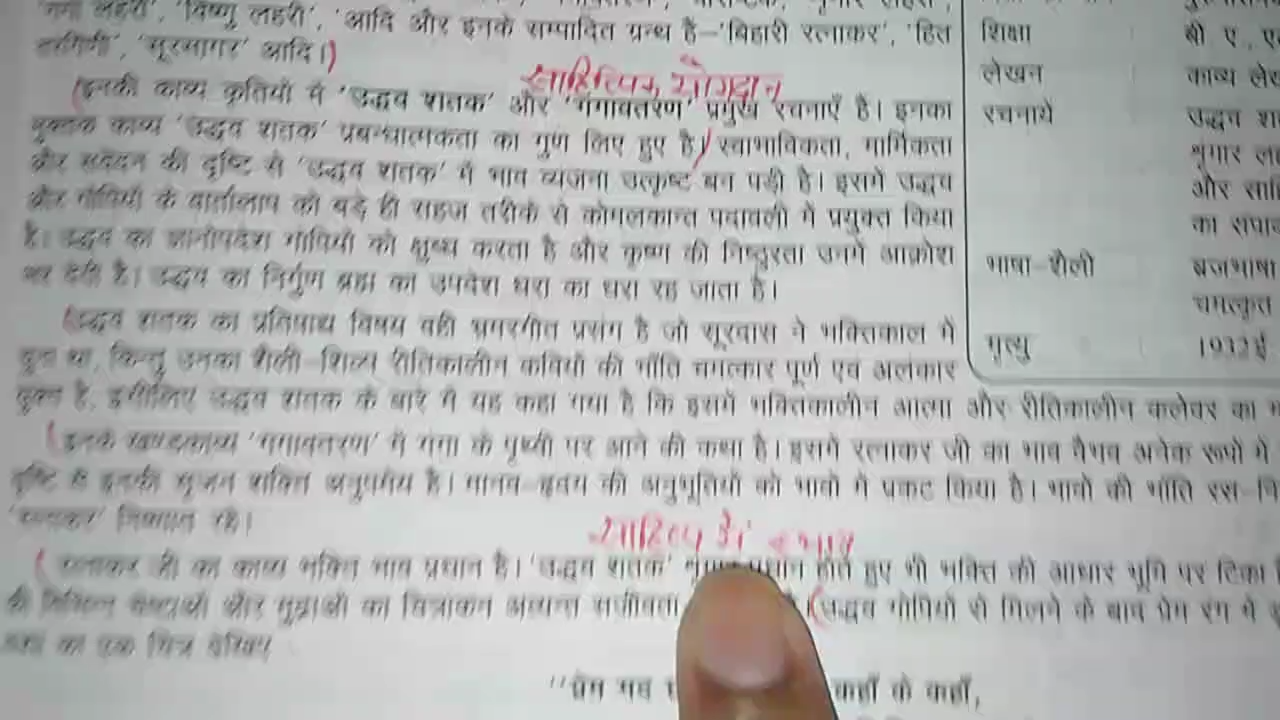 लहरी', 'विष्णु लहरी', 'आदि और इनके सम्पादित ग्रन्थ है–'बिहारी रत्नाकर', 'हित
'सूरसागर' आदि।)
साहित्यिक योगदान
(इनकी काव्य कृतियों में 'उद्धव शतक' और 'गंगावतरण' प्रमुख रचनाएँ है। इनका
मुक्तक काव्य 'उद्धव शतक' प्रबन्धात्मकता का गुण लिए हुए है।) स्वाभाविकता, मार्मिकता
और संवेदन की दृष्टि से 'उद्धव शतक' में भाव व्यंजना उत्कृष्ट बन पड़ी है। इसमें उद्धव
और गोपियों के वार्तालाप को बड़े ही सहज तरीके से कोमलकान्त पदावली में प्रयुक्त किया
है। उद्धव का ज्ञानोपदेश गोपियों को क्षुब्ध करता है और कृष्ण की निष्ठुरता उनमें आक्रोश
भर देती है। उद्धव का निर्गुण ब्रह्म का उपदेश धरा का धरा रह जाता है।
(उद्धव शतक का प्रतिपाद्य विषय वही भ्रमरगीत प्रसंग है जो सूरदास ने भक्तिकाल में
चुना था, किन्तु उनका शैली–शिल्प रीतिकालीन कवियों की भाँति चमत्कार पूर्ण एवं अलंकार
युक्त है, इसीलिए उद्धव शतक के बारे में यह कहा गया है कि इसमें भक्तिकालीन आत्मा और रीतिकालीन कलेवर का
(इनके खण्डकाव्य 'गंगावतरण' में गंगा के पृथ्वी पर आने की कथा है। इसमें रत्नाकर जी का भाव वैभव अनेक रूपों में
दृष्टि से इनकी सृजन शक्ति अनुपमेय है। मानव–हृदय की अनुभूतियों को भावों में प्रकट किया है। भावों की भाँति रस–
'रत्नाकर' निष्णात रहे।
साहित्य में
(रत्नाकर जी का काव्य भक्ति भाव प्रधान है। 'उद्धव शतक' प्रधान होते हुए भी भक्ति की आधार भूमि पर टिका
की विभिन्न चेष्टाओं और मुद्राओं का चित्रांकन अत्यन्त सजीवता (उद्धव गोपियों से मिलने के बाद प्रेम रंग में
का एक चित्र देखिए
"प्रेम मद कहाँ के कहाँ,
शिक्षा बी ए,
लेखन काव्य
रचनायें उद्धव
श्रृंगार
और
का
भाषा–शैली ब्रजभाषा
चमत्कृत
मृत्यु 1932ई